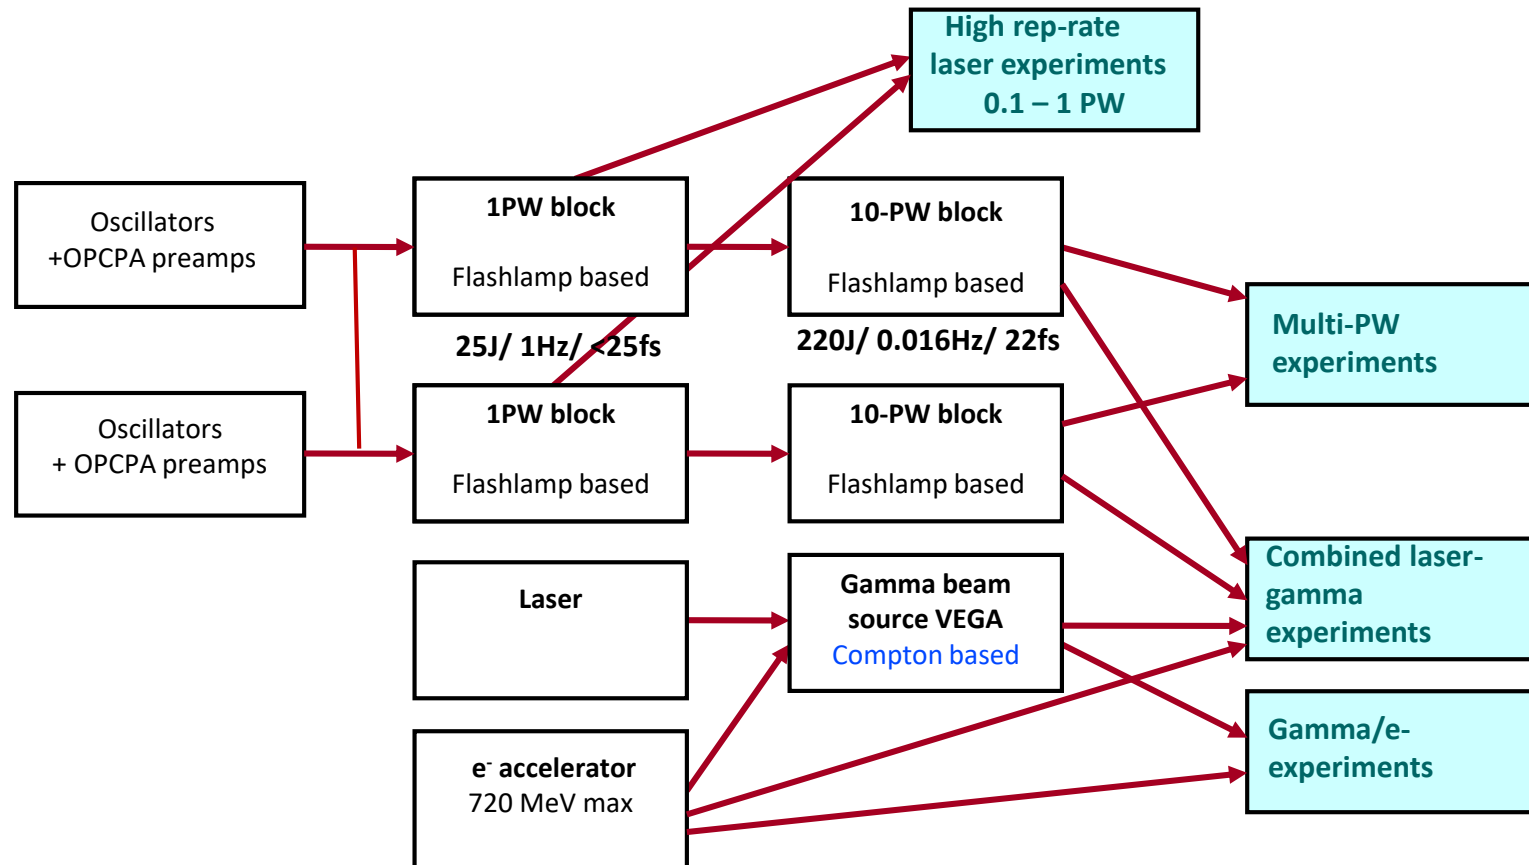 High rep-rate
laser experiments
0.1 – 1 PW
Oscillators
+OPCPA preamps
1PW block
Flashlamp based
10-PW block
Flashlamp based
25J/ 1Hz/ <25fs
220J/ 0.016Hz/ 22fs
Multi-PW
experiments
Oscillators
+ OPCPA preamps
1PW block
Flashlamp based
10-PW block
Flashlamp based
Laser
Gamma beam
source VEGA
Compton based
Combined laser-
gamma
experiments
e⁻ accelerator
720 MeV max
Gamma/e-
experiments